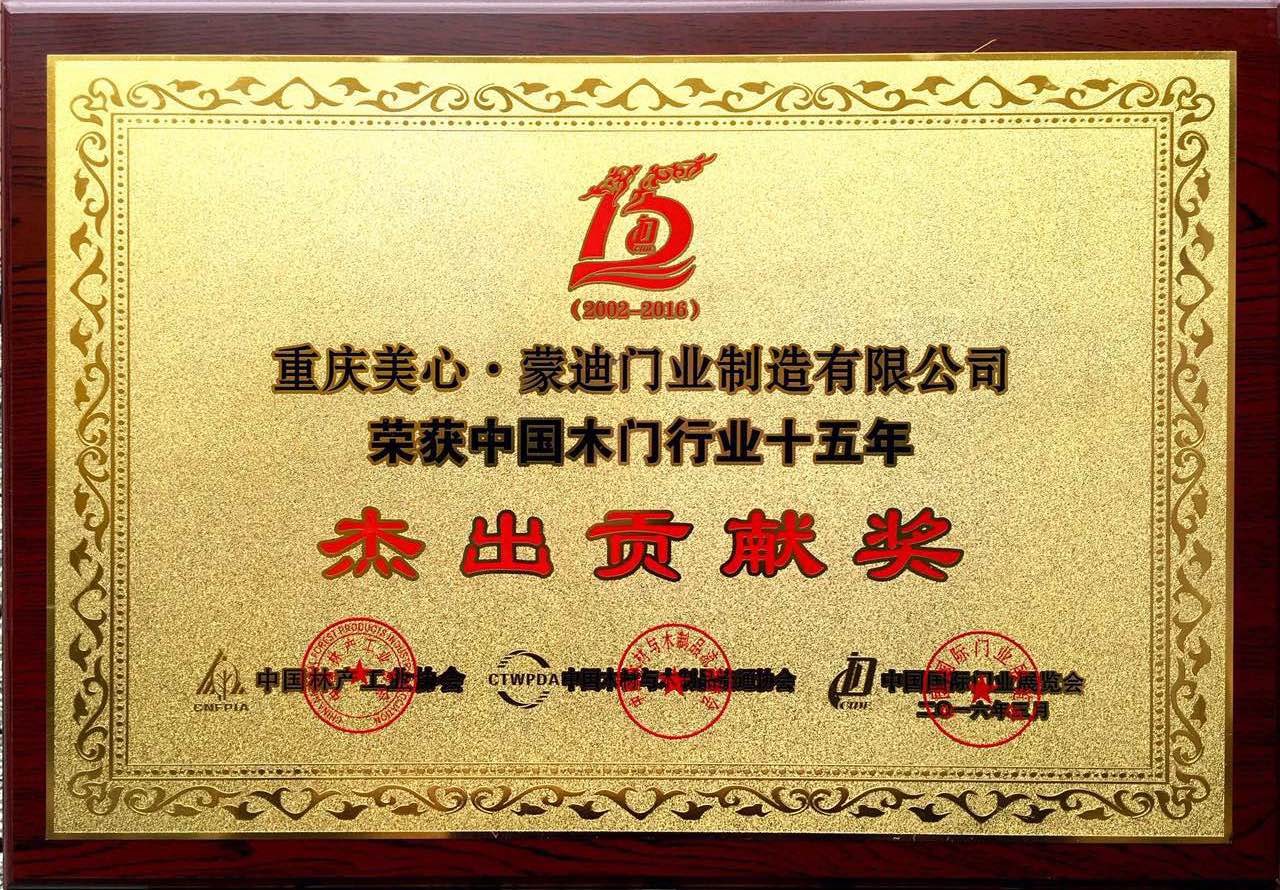 15
(2002-2016)
重庆美心·蒙迪门业制造有限公司
荣获中国木门行业十五年
杰出贡献奖
CNFPIA 中国林产工业协会
CTWPDA 中国木材与木制品流通协会
CIDE 中国国际门业展览会
二〇一六年三月